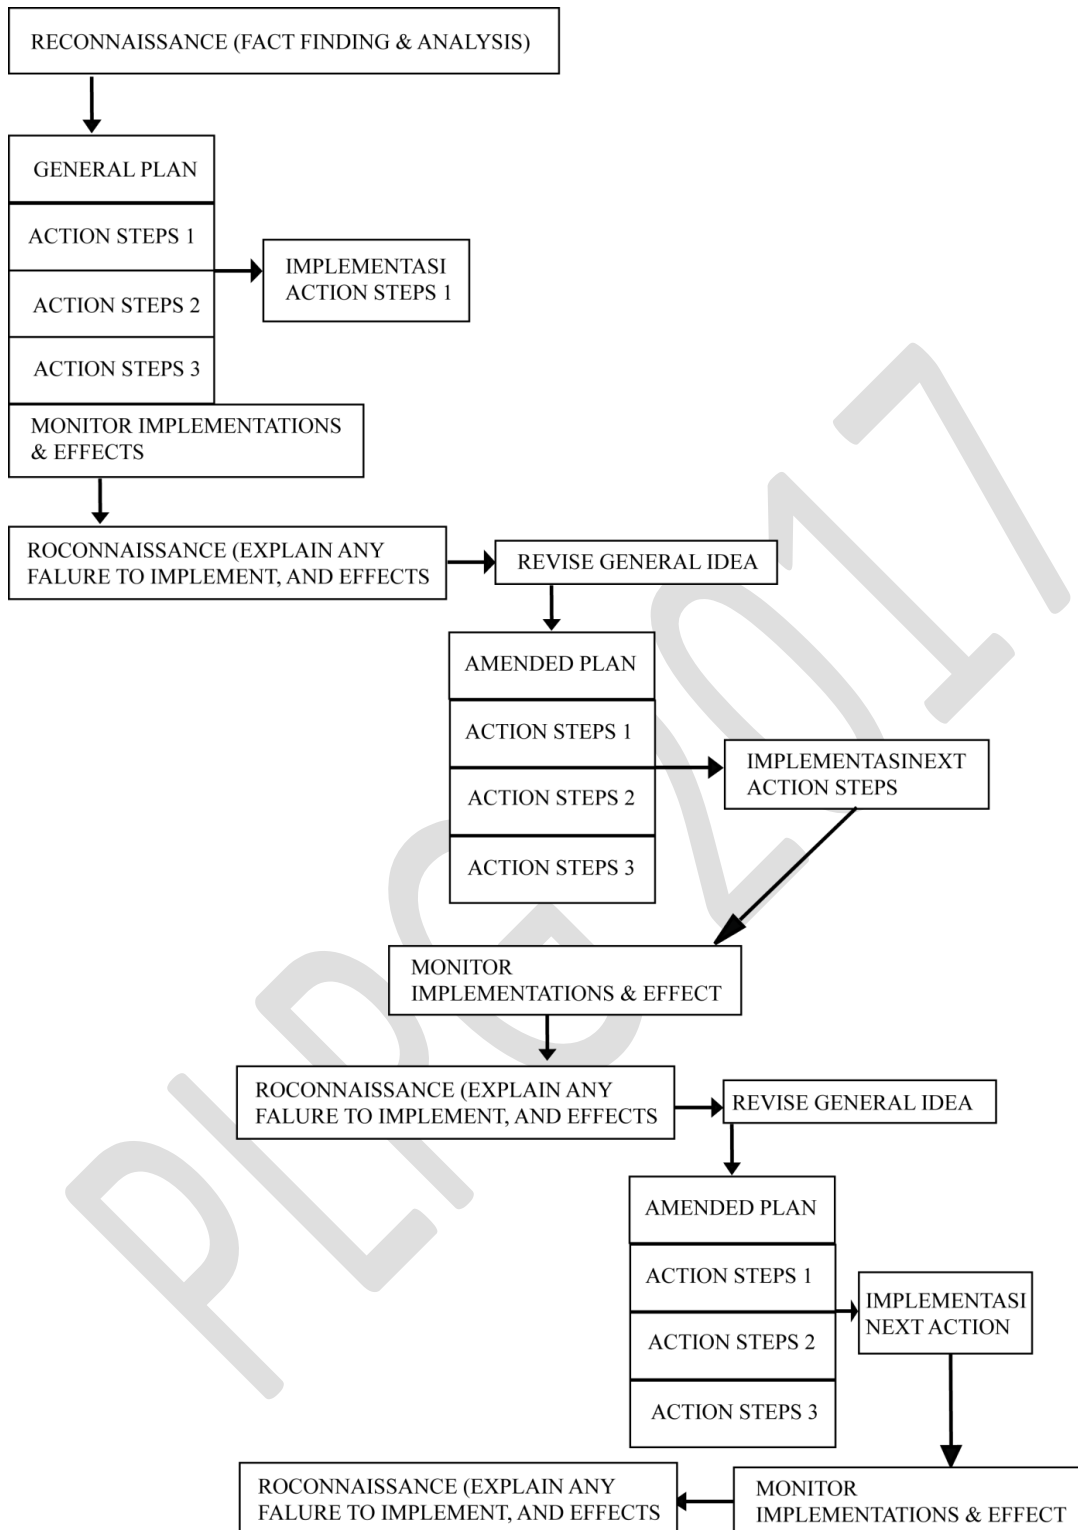 RECONNAISSANCE (FACT FINDING & ANALYSIS)
GENERAL PLAN
ACTION STEPS 1
IMPLEMENTASI
ACTION STEPS 1
ACTION STEPS 2
ACTION STEPS 3
MONITOR IMPLEMENTATIONS
& EFFECTS
ROCONNAISSANCE (EXPLAIN ANY
FALURE TO IMPLEMENT, AND EFFECTS
REVISE GENERAL IDEA
AMENDED PLAN
ACTION STEPS 1
IMPLEMENTASINEXT
ACTION STEPS
ACTION STEPS 2
ACTION STEPS 3
MONITOR
IMPLEMENTATIONS & EFFECT
ROCONNAISSANCE (EXPLAIN ANY
FALURE TO IMPLEMENT, AND EFFECTS
REVISE GENERAL IDEA
AMENDED PLAN
ACTION STEPS 1
IMPLEMENTASI
NEXT ACTION
ACTION STEPS 2
ACTION STEPS 3
ROCONNAISSANCE (EXPLAIN ANY
FALURE TO IMPLEMENT, AND EFFECTS
MONITOR
IMPLEMENTATIONS & EFFECT
PLPG 2017